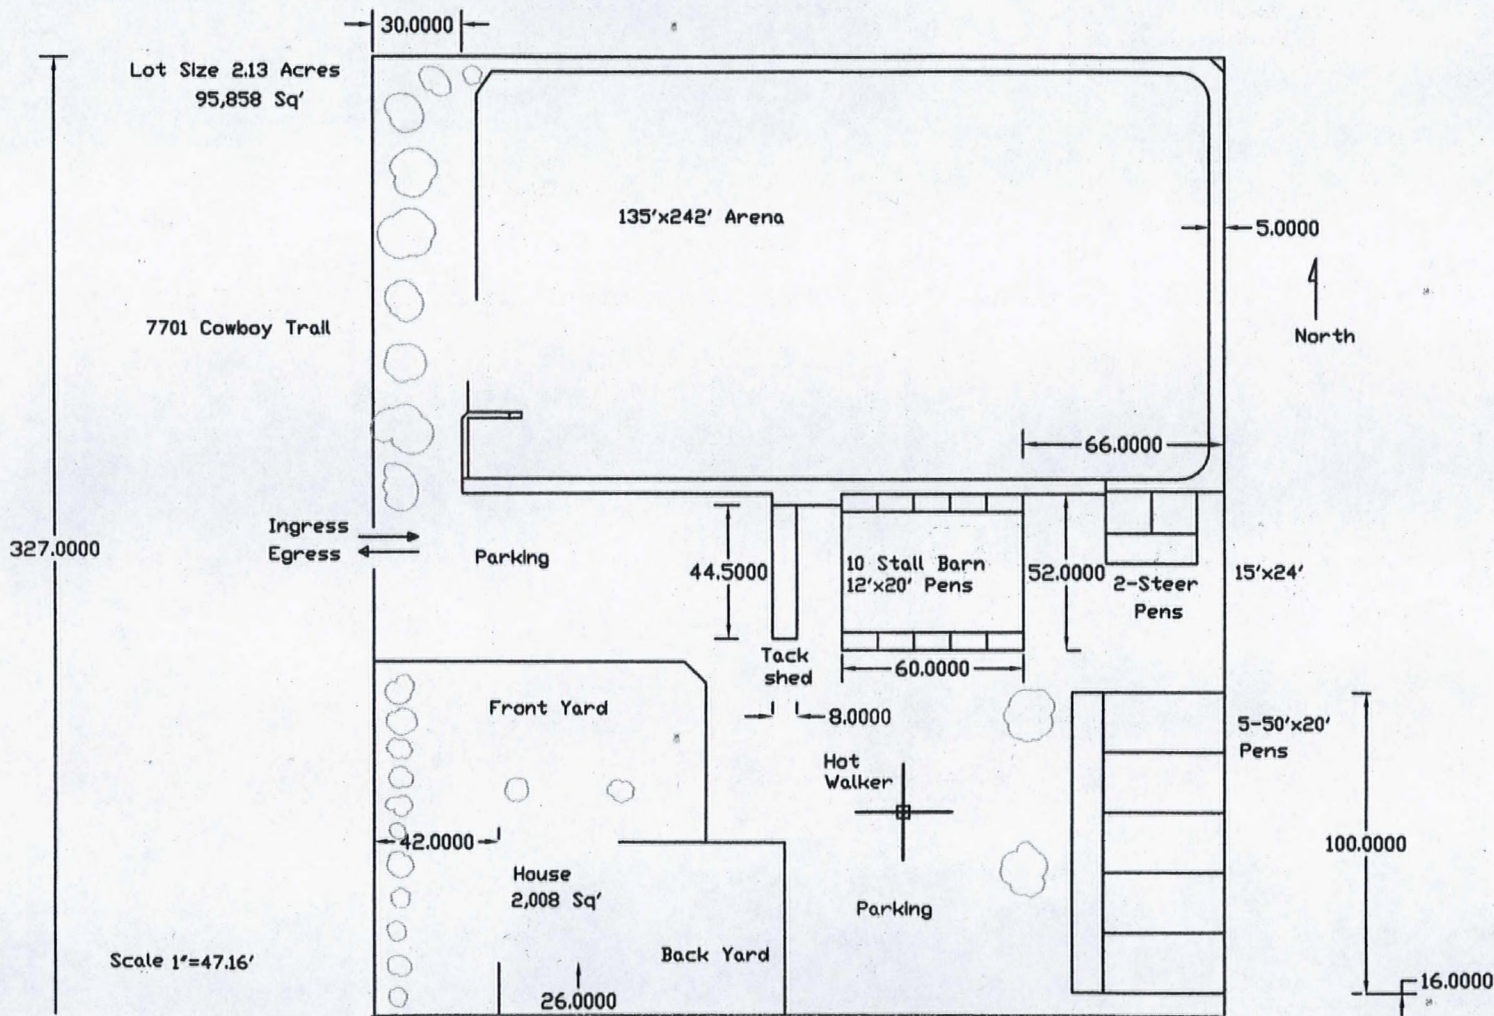 30.0000
Lot Size 2.13 Acres
95,858 Sq'
135'x242' Arena
5.0000
7701 Cowboy Trail
North
66.0000
Ingress
Egress
327.0000
Parking
44.5000
10 Stall Barn
12'x20' Pens
52.0000
2-Steer
Pens
15'x24'
Tack
shed
60.0000
Front Yard
8.0000
5-50'x20'
Pens
Hot
Walker
42.0000
100.0000
House
2,008 Sq'
Parking
Back Yard
Scale 1"=47.16'
26.0000
16.0000